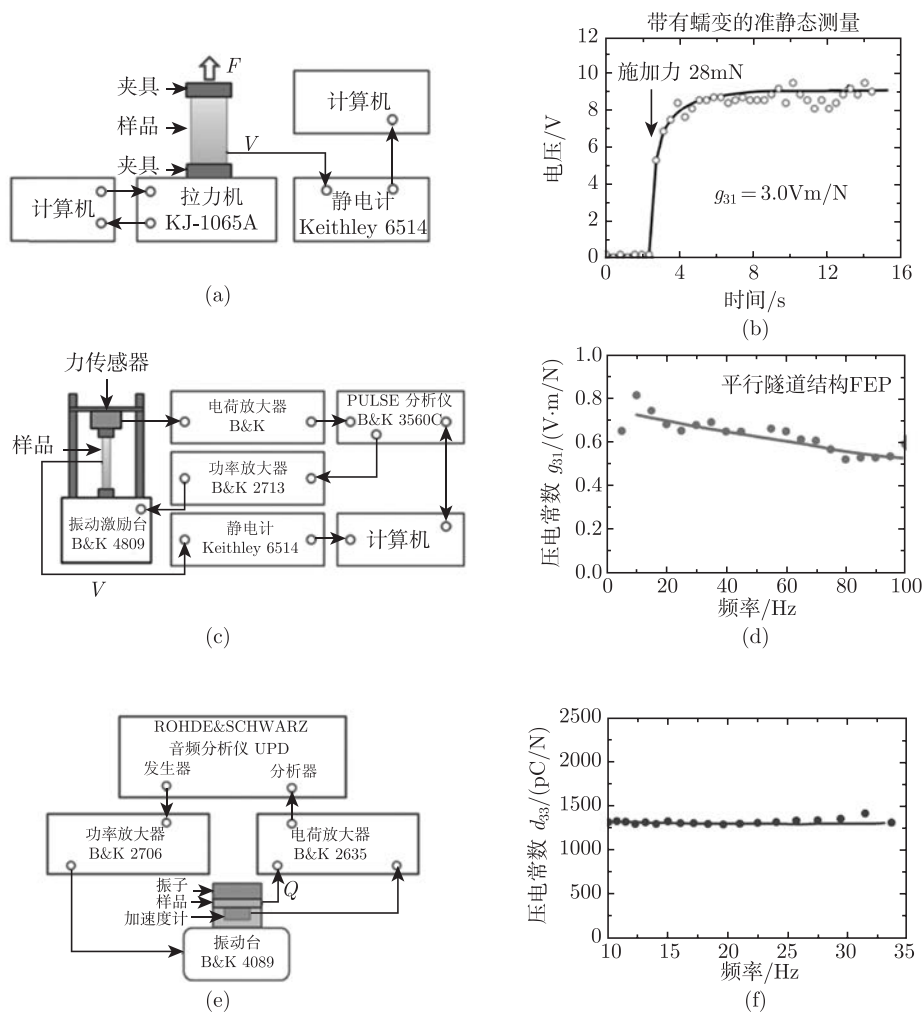 F
夹具
样品
夹具
V
计算机
计算机
拉力机
KJ-1065A
静电计
Keithley 6514
(a)
带有蠕变的准静态测量
施加力 28mN
g31 = 3.0Vm/N
电压/V
12
10
8
6
4
2
0
0 4 8 12 16
时间/s
(b)
力传感器
样品
振动激励台
B&K 4809
V
电荷放大器
B&K
PULSE 分析仪
B&K 3560C
功率放大器
B&K 2713
静电计
Keithley 6514
计算机
(c)
平行隧道结构FEP
压电常数 g31/(V·m/N)
1.0
0.8
0.6
0.4
0.2
0.0
0 20 40 60 80 100
频率/Hz
(d)
ROHDE&SCHWARZ
音频分析仪 UPD
发生器
分析器
功率放大器
B&K 2706
电荷放大器
B&K 2635
振子
样品
加速度计
Q
振动台
B&K 4089
(e)
压电常数 d33/(pC/N)
2500
2000
1500
1000
500
0
10 15 20 25 30 35
频率/Hz
(f)